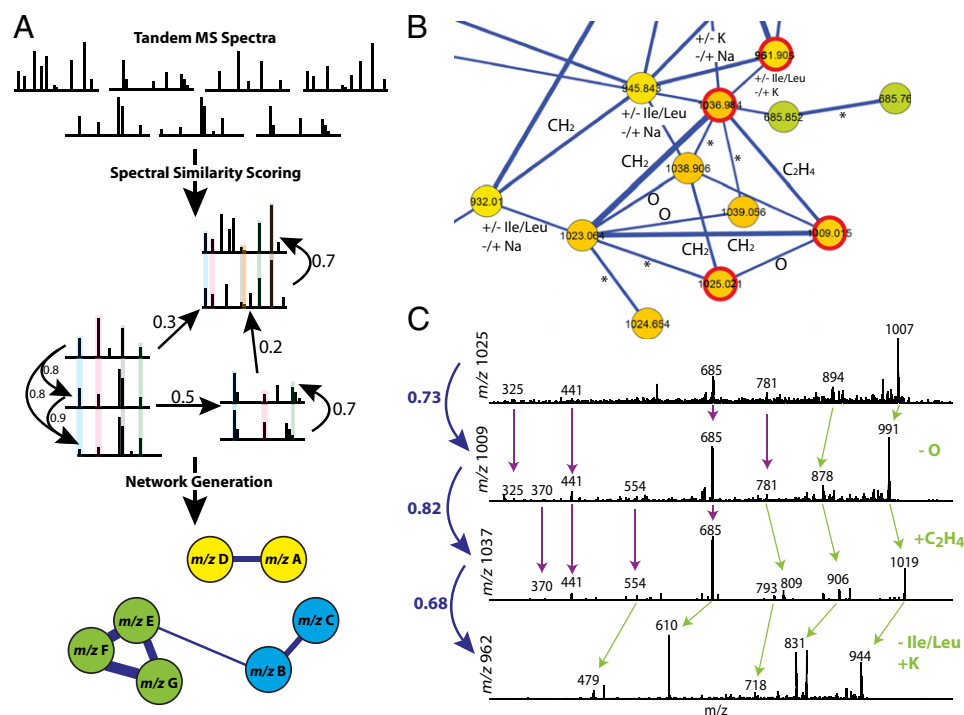 A
Tandem MS Spectra
Spectral Similarity Scoring
0.7
0.3
0.2
0.8
0.8
0.9
0.5
0.7
Network Generation
m/z D
m/z A
m/z E
m/z C
m/z F
m/z B
m/z G
B
+/- K
-/+ Na
961.905
945.843
+/- Ile/Leu
-/+ K
1036.984
685.76
685.852
*
+/- Ile/Leu
-/+ Na
CH₂
*
*
CH₂
C₂H₄
1038.906
932.01
O
O
1039.056
+/- Ile/Leu
-/+ Na
1023.064
1009.015
CH₂
CH₂
*
*
O
1025.021
1024.654
C
m/z 1025
325
441
685
781
894
1007
0.73
m/z 1009
325
370
441
554
685
781
878
991
- O
0.82
m/z 1037
370
441
554
685
793
809
906
1019
+C₂H₄
0.68
m/z 962
479
610
718
831
944
- Ile/Leu
+K
m/z